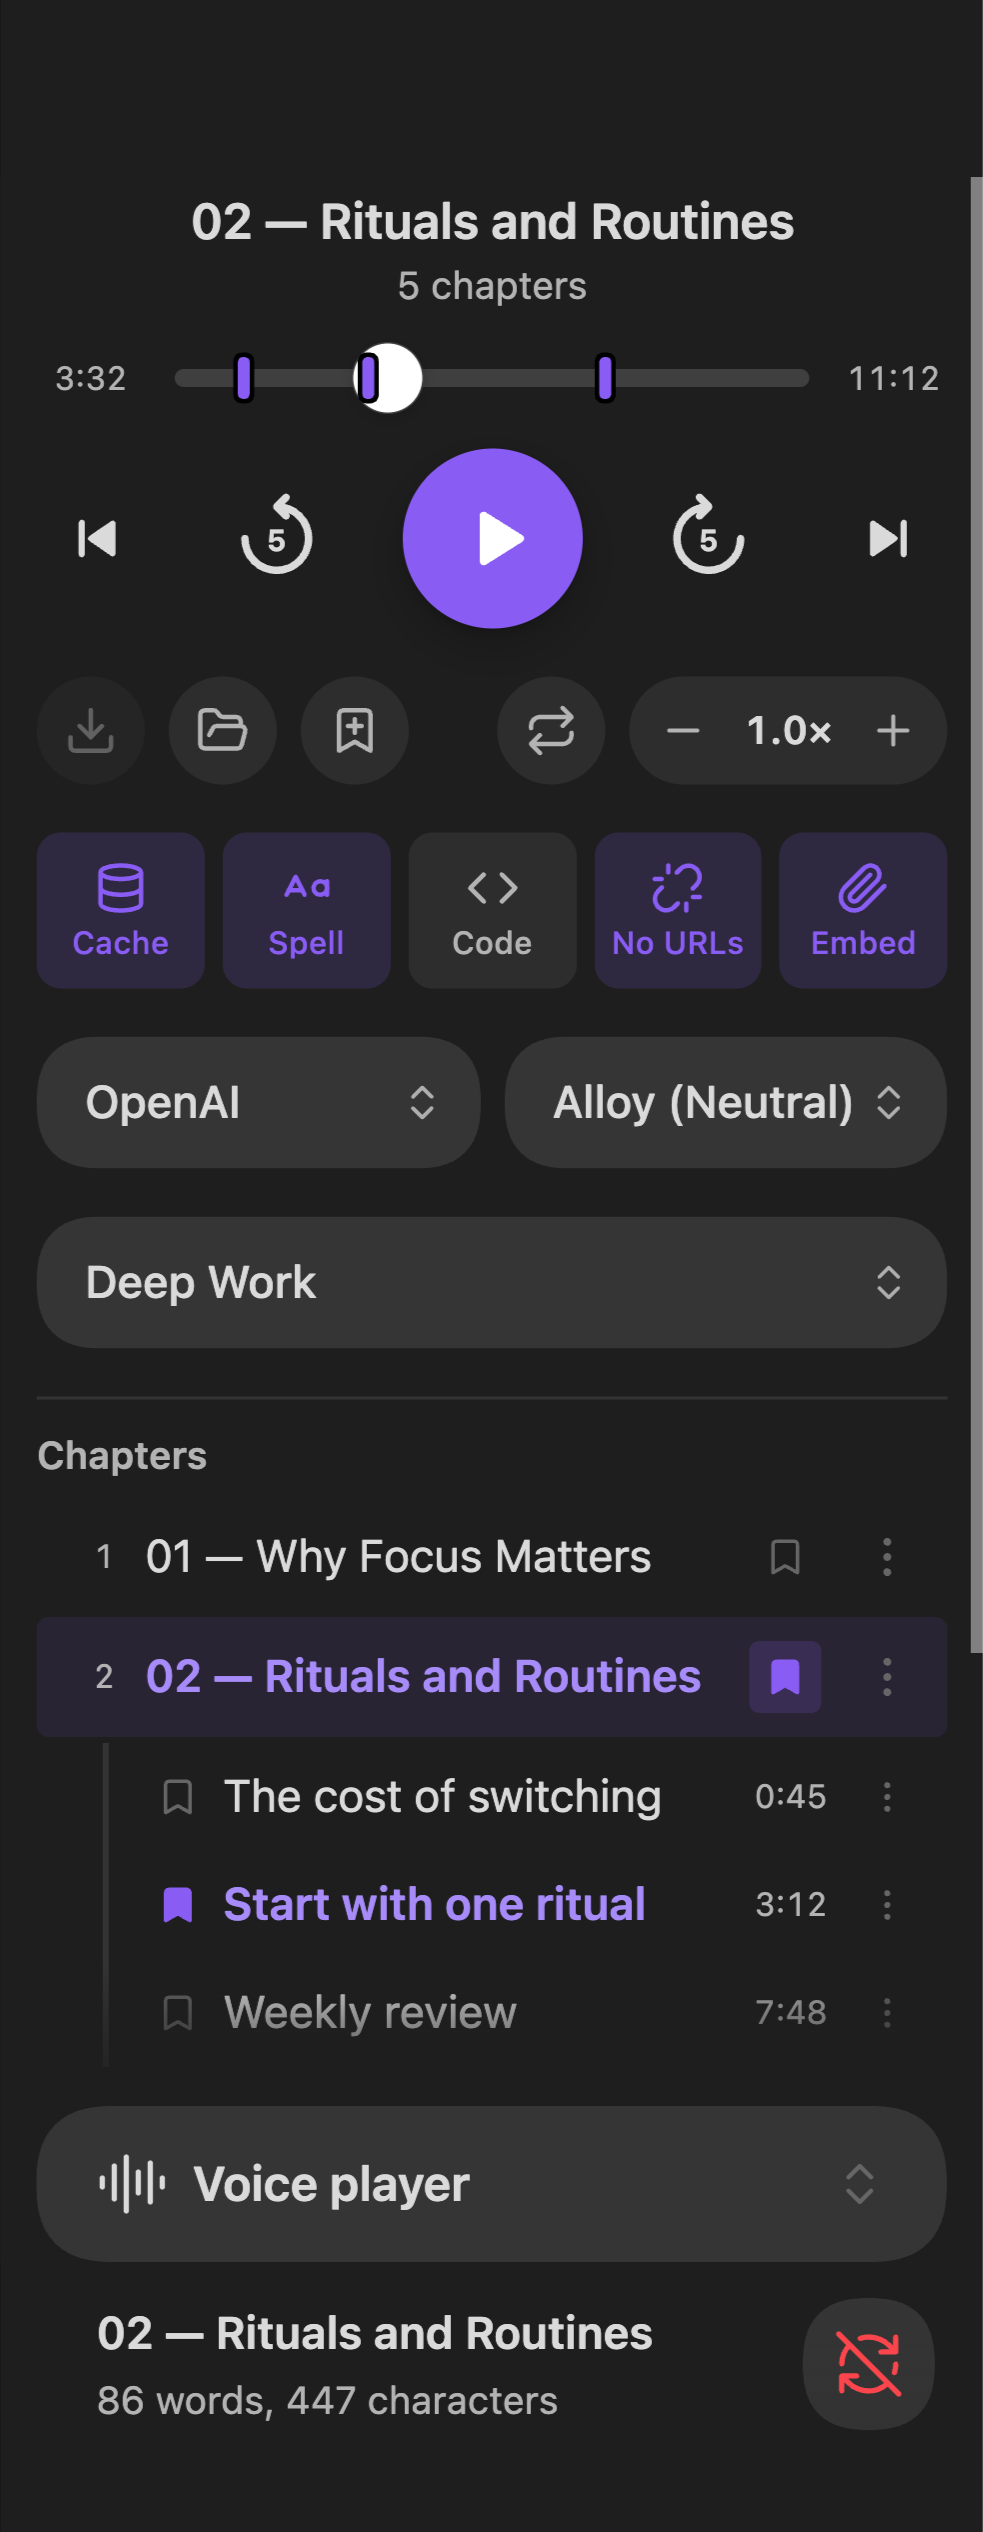 02 — Rituals and Routines
5 chapters
3:32
11:12
5
5
1.0×
Cache
Aa
Spell
Code
No URLs
Embed
OpenAI
Alloy (Neutral)
Deep Work
Chapters
1 01 — Why Focus Matters
2 02 — Rituals and Routines
The cost of switching 0:45
Start with one ritual 3:12
Weekly review 7:48
Voice player
02 — Rituals and Routines
86 words, 447 characters